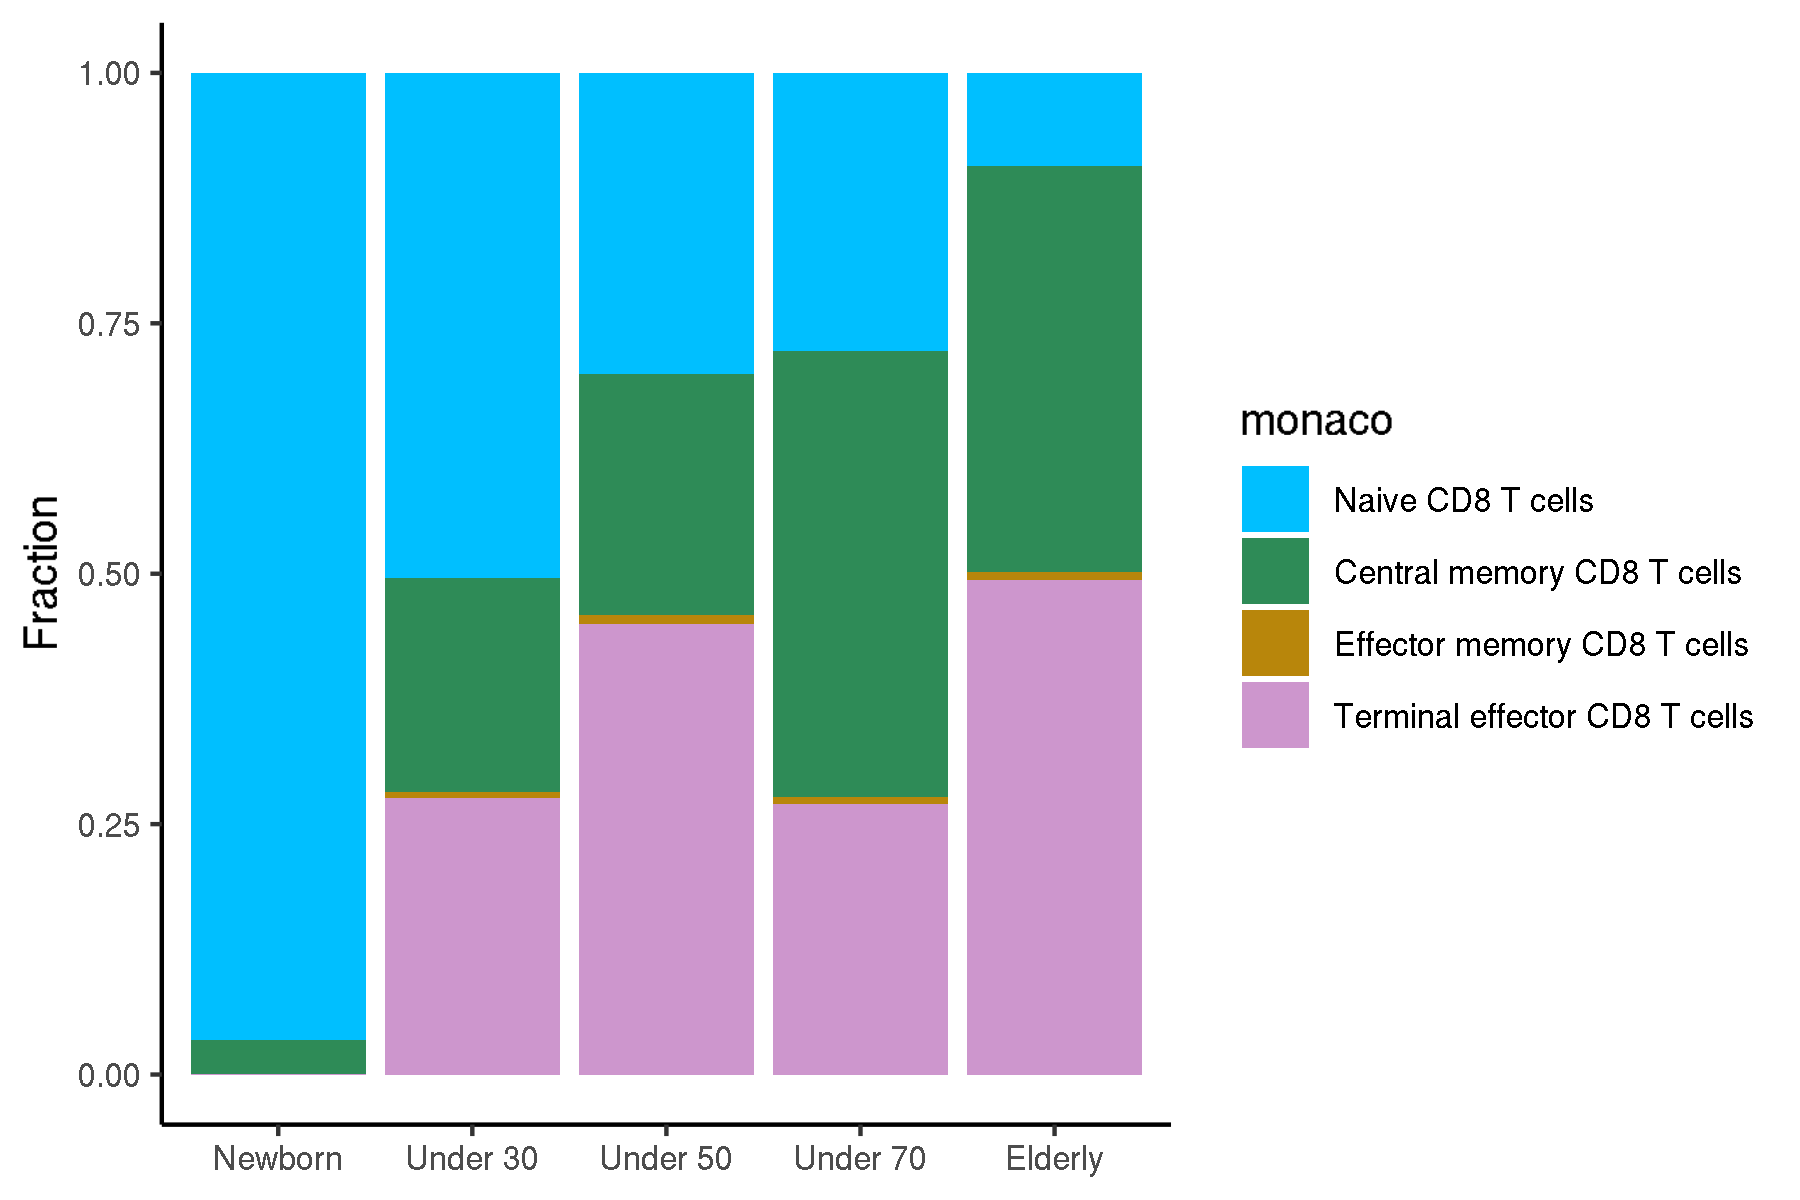 Fraction
1.00
0.75
0.50
0.25
0.00
Newborn
Under 30
Under 50
Under 70
Elderly
monaco
Naive CD8 T cells
Central memory CD8 T cells
Effector memory CD8 T cells
Terminal effector CD8 T cells